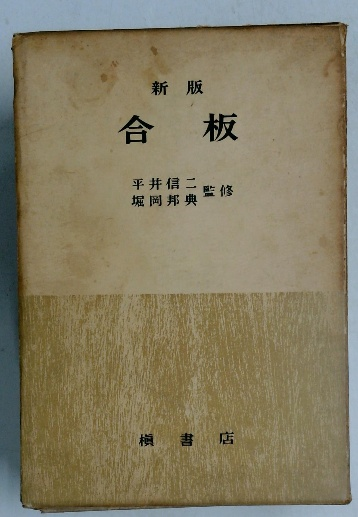 新版
合板
平井信二
堀岡邦典 監修
槇書店